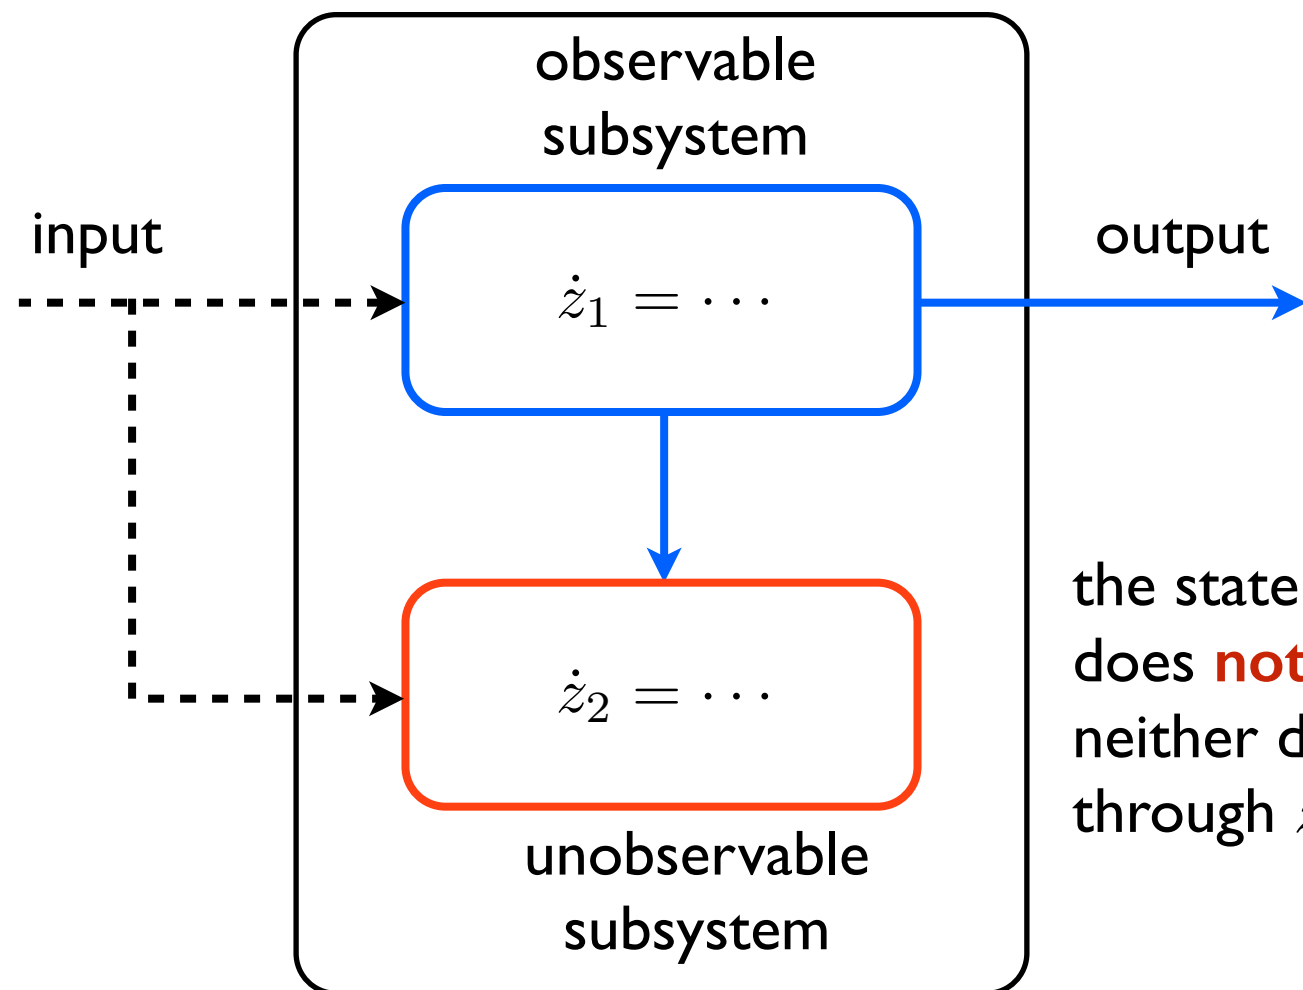 observable
subsystem
input
output
ż₁ = ⋯
the state
does not
neither
ż₂ = ⋯
through
unobservable
subsystem